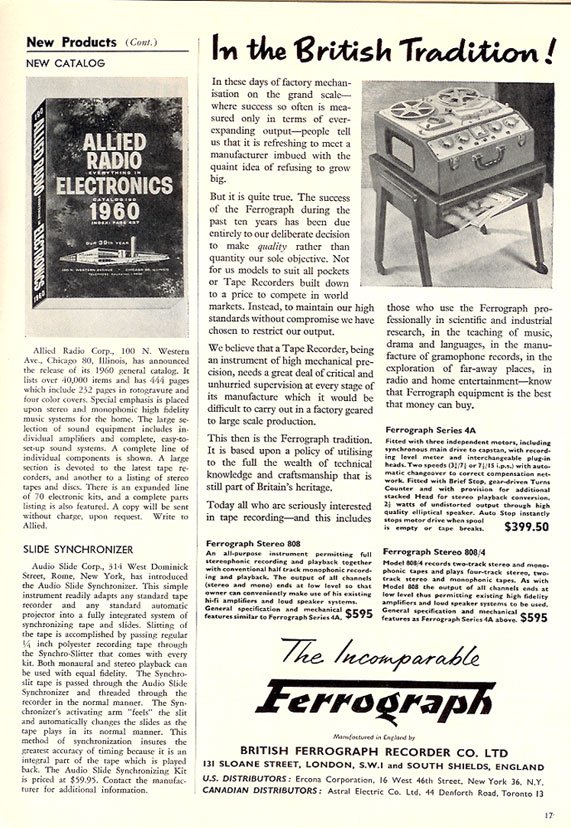 New Products (Cont.)
NEW CATALOG
ALLIED
RADIO
EVERYTHING IN
ELECTRONICS
CATALOG 190
1960
OUR 39th YEAR
100 N. WESTERN AVENUE • CHICAGO 80, ILLINOIS
1960
Allied Radio Corp., 100 N. Western
Ave., Chicago 80, Illinois, has announced
the release of its 1960 general catalog. It
lists over 40,000 items and has 444 pages
which include 232 pages in rotogravure and
four color covers. Special emphasis is placed
upon stereo and monophonic high fidelity
music systems for the home. The large se-
lection of sound equipment includes in-
dividual amplifiers and complete, easy-to-
set-up sound systems. A complete line of
individual components is shown. A large
section is devoted to the latest tape re-
corders, and another to a listing of stereo
tapes and discs. There is an expanded line
of 70 electronic kits, and a complete parts
listing is also featured. A copy will be sent
without charge, upon request. Write to
Allied.
SLIDE SYNCHRONIZER
Audio Slide Corp., 314 West Dominick
Street, Rome, New York, has introduced
the Audio Slide Synchronizer. This simple
instrument readily adapts any standard tape
recorder and any standard automatic
projector into a fully integrated system of
synchronizing tape and slides. Slitting of
the tape is accomplished by passing regular
¼ inch polyester recording tape through
the Synchro-Slitter that comes with every
kit. Both monaural and stereo playback can
be used with equal fidelity. The Synchro-
slit tape is passed through the Audio Slide
Synchronizer and threaded through the
recorder in the normal manner. The Syn-
chronizer's activating arm "feels" the slit
and automatically changes the slides as the
tape plays in its normal manner. This
method of synchronization insures the
greatest accuracy of timing because it is an
integral part of the tape which is played
back. The Audio Slide Synchronizing Kit
is priced at $59.95. Contact the manufac-
turer for additional information.
In the British Tradition!
In these days of factory mechan-
isation on the grand scale—
where success so often is mea-
sured only in terms of ever-
expanding output—people tell
us that it is refreshing to meet a
manufacturer imbued with the
quaint idea of refusing to grow
big.
But it is quite true. The success
of the Ferrograph during the
past ten years has been due
entirely to our deliberate decision
to make quality rather than
quantity our sole objective. Not
for us models to suit all pockets
or Tape Recorders built down
to a price to compete in world
markets. Instead, to maintain our high
standards without compromise we have
chosen to restrict our output.
We believe that a Tape Recorder, being
an instrument of high mechanical pre-
cision, needs a great deal of critical and
unhurried supervision at every stage of
its manufacture which it would be
difficult to carry out in a factory geared
to large scale production.
This then is the Ferrograph tradition.
It is based upon a policy of utilising
to the full the wealth of technical
knowledge and craftsmanship that is
still part of Britain's heritage.
Today all who are seriously interested
in tape recording—and this includes
those who use the Ferrograph pro-
fessionally in scientific and industrial
research, in the teaching of music,
drama and languages, in the manu-
facture of gramophone records, in the
exploration of far-away places, in
radio and home entertainment—know
that Ferrograph equipment is the best
that money can buy.
Ferrograph Series 4A
Fitted with three independent motors, including
synchronous main drive to capstan, with record-
ing level meter and interchangeable plug-in
heads. Two speeds (3¾/7½ or 7½/15 i.p.s.) with auto-
matic change to correct compensation net-
work. Fitted with Brief Stop, gear-driven Turns
Counter and with provision for additional
stacked Head for stereo playback conversion.
2½ watts of undistorted output through high
quality elliptical speaker. Auto Stop instantly
stops motor drive when spool
is empty or tape breaks. $399.50
Ferrograph Stereo 808
An all-purpose instrument permitting full
stereophonic recording and playback together
with conventional half track monophonic record-
ing and playback. The output of all channels
(stereo and mono) ends at low level so that
owner can conveniently make use of his existing
hi-fi amplifiers and loud speaker systems.
General specification and mechanical
features similar to Ferrograph Series 4A. $595
Ferrograph Stereo 808/4
Model 808/4 records two-track stereo and mono-
phonic tapes and plays four-track stereo, two-
track stereo and monophonic tapes. As with
Model 808 the output of all channels ends at
low level thus permitting existing high fidelity
amplifiers and loud speaker systems to be used.
General specification and mechanical
features as Ferrograph Series 4A above. $595
The Incomparable
Ferrograph
Manufactured in England by
BRITISH FERROGRAPH RECORDER CO. LTD
131 SLOANE STREET, LONDON, S.W.I and SOUTH SHIELDS, ENGLAND
U.S. DISTRIBUTORS: Ercona Corporation, 16 West 46th Street, New York 36, N.Y.
CANADIAN DISTRIBUTORS: Astral Electric Co. Ltd, 44 Denforth Road, Toronto 13
17